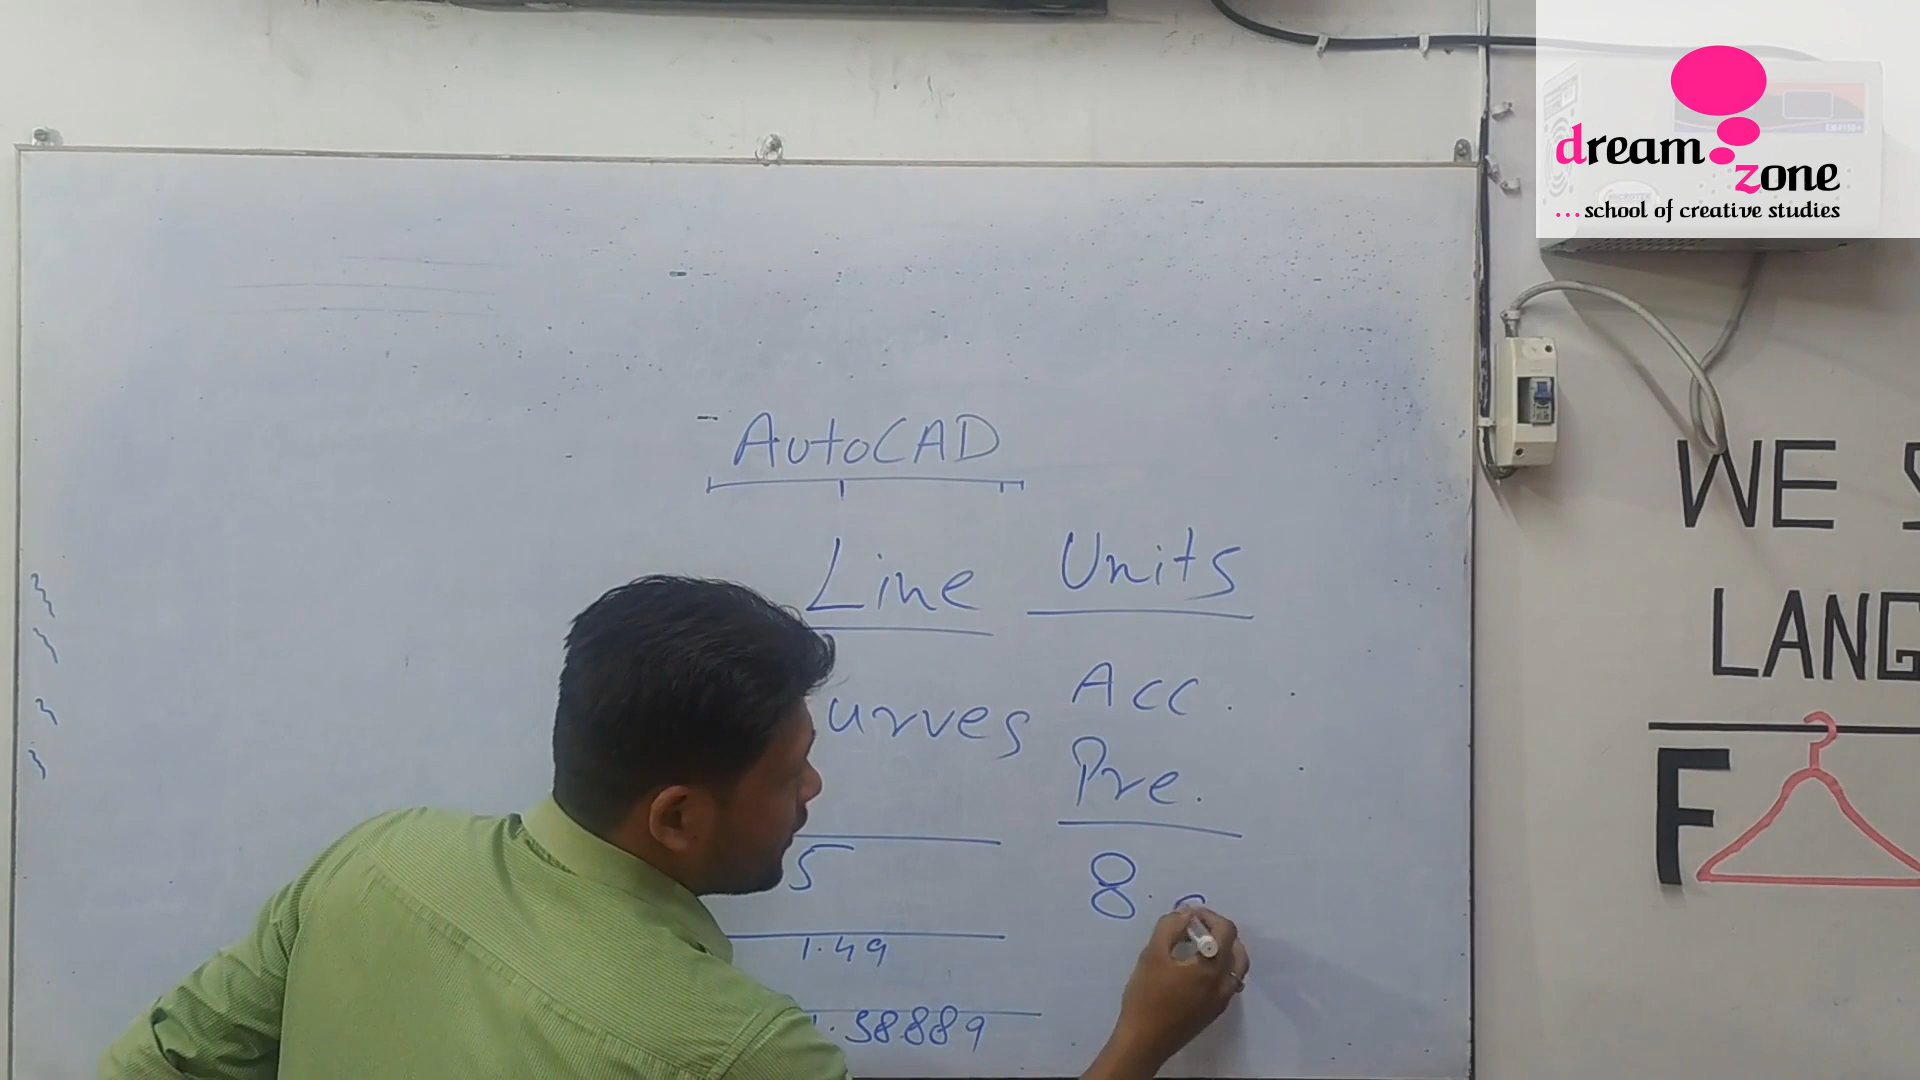 dream
zone
...school of creative studies
AutoCAD
Line Units
urves Acc.
Pre.
5 8.
1.49
.38889
WE
LANG
F